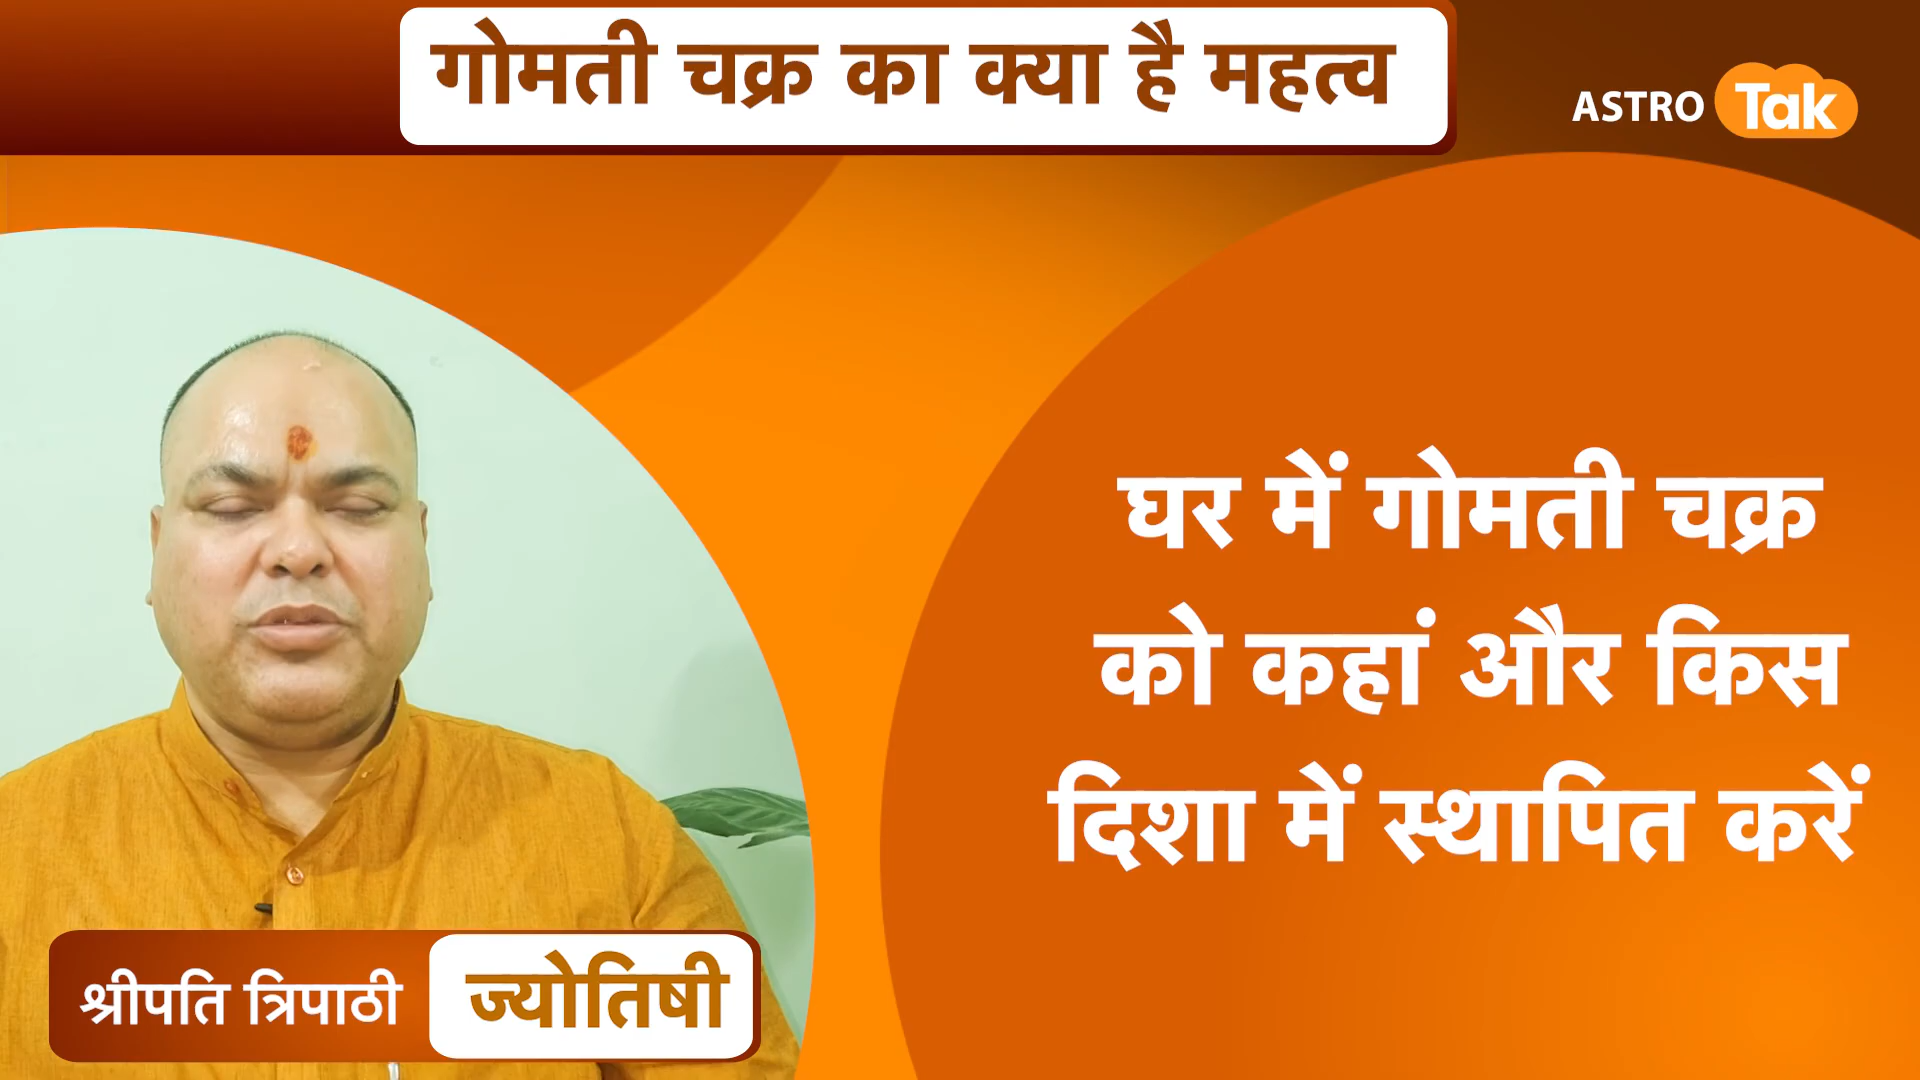 गोमती चक्र का क्या है महत्व
ASTRO Tak
घर में गोमती चक्र
को कहां और किस
दिशा में स्थापित करें
श्रीपति त्रिपाठी ज्योतिषी